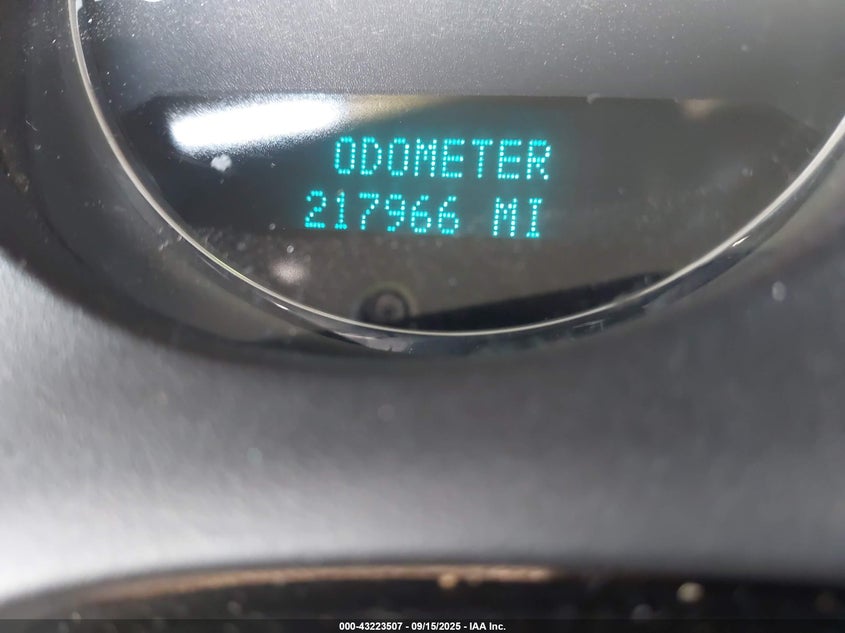 ODOMETER
217966 MI
000-43223507 - 09/15/2025 - IAA Inc.